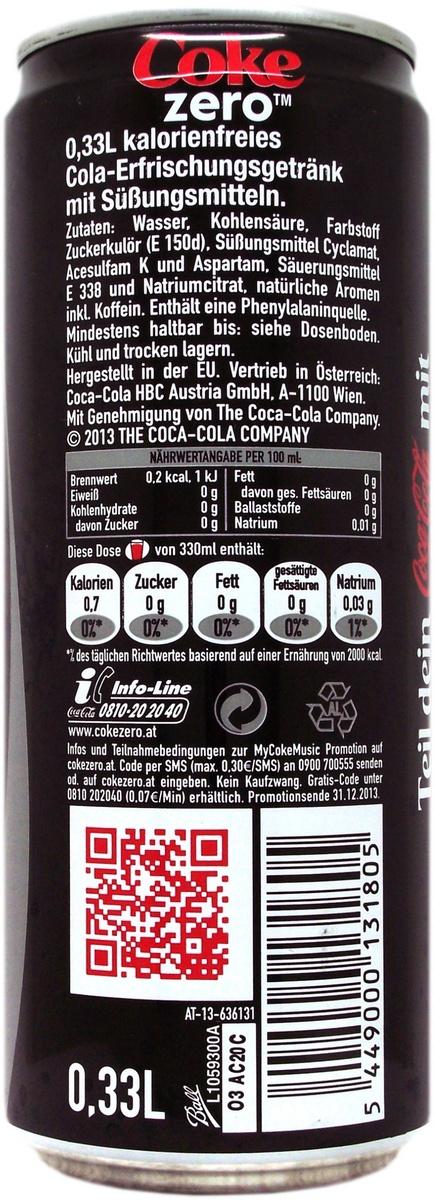 Coke
zero™
0,33L kalorienfreies
Cola-Erfrischungsgetränk
mit Süßungsmitteln.
Zutaten: Wasser, Kohlensäure, Farbstoff
Zuckerkulör (E 150d), Süßungsmittel Cyclamat,
Acesulfam K und Aspartam, Säuerungsmittel
E 338 und Natriumcitrat, natürliche Aromen
inkl. Koffein. Enthält eine Phenylalaninquelle.
Mindestens haltbar bis: siehe Dosenboden.
Kühl und trocken lagern.
Hergestellt in der EU. Vertrieb in Österreich:
Coca-Cola HBC Austria GmbH, A-1100 Wien.
Mit Genehmigung von The Coca-Cola Company.
© 2013 THE COCA-COLA COMPANY
NÄHRWERTANGABE PER 100 ml:
Brennwert 0,2 kcal, 1 kJ Fett 0 g
Eiweiß 0 g davon ges. Fettsäuren 0 g
Kohlenhydrate 0 g Ballaststoffe 0 g
davon Zucker 0 g Natrium 0,01 g
Diese Dose von 330ml enthält:
Kalorien Zucker Fett gesättigte Fettsäuren Natrium
0,7 0 g 0 g 0 g 0,03 g
0%* 0%* 0%* 0%* 1%*
*% des täglichen Richtwertes basierend auf einer Ernährung von 2000 kcal.
i Info-Line
Coca-Cola 0810-20 20 40
AL
www.cokezero.at
Infos und Teilnahmebedingungen zur MyCokeMusic Promotion auf
cokezero.at. Code per SMS (max. 0,30€/SMS) an 0900 700555 senden
od. auf cokezero.at eingeben. Kein Kaufzwang. Gratis-Code unter
0810 202040 (0,07€/Min) erhältlich. Promotionsende 31.12.2013.
AT-13-636131
0,33L
Ball
L1059300A
03 AC20C
5 449000 131805
Teil dein Coca-Cola mit